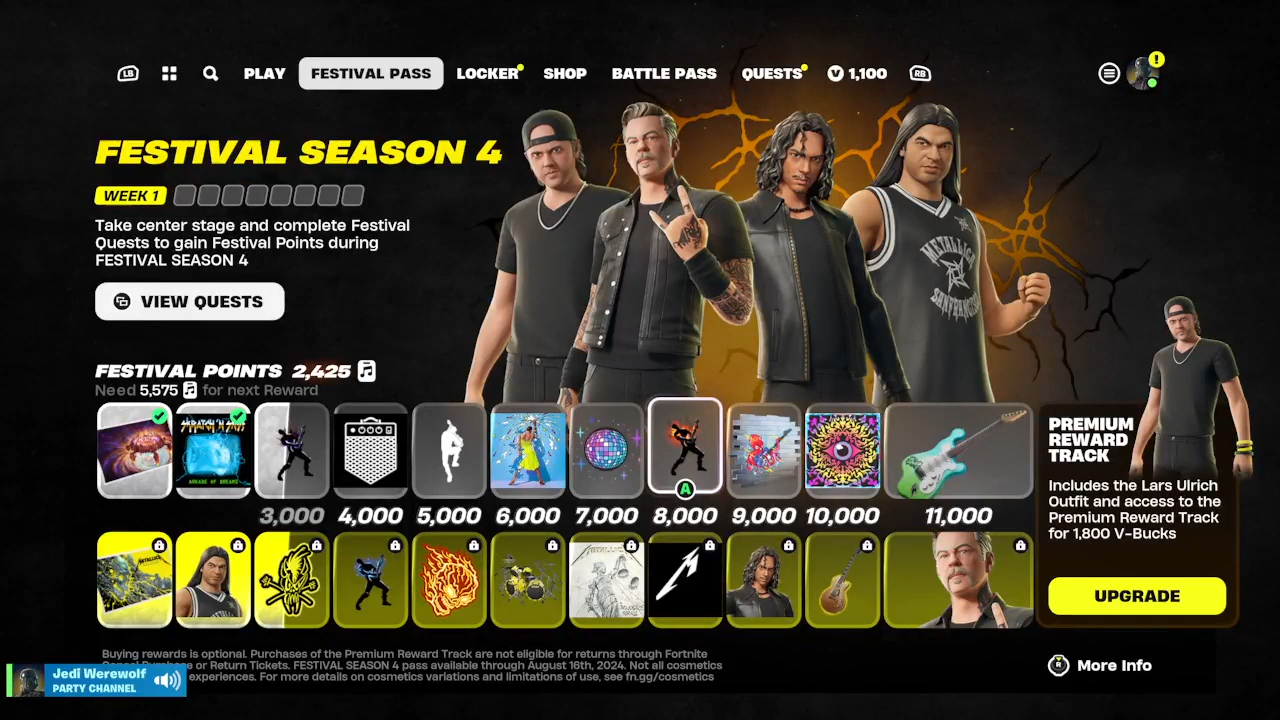 LB
PLAY
FESTIVAL PASS
LOCKER
SHOP
BATTLE PASS
QUESTS
V 1,100
RB
!
FESTIVAL SEASON 4
WEEK 1
Take center stage and complete Festival
Quests to gain Festival Points during
FESTIVAL SEASON 4
VIEW QUESTS
METALLICA
FESTIVAL POINTS 2,425
Need 5,575 for next Reward
3,000
4,000
5,000
6,000
7,000
8,000
9,000
10,000
11,000
A
PREMIUM
REWARD
TRACK
Includes the Lars Ulrich
Outfit and access to the
Premium Reward Track
for 1,800 V-Bucks
UPGRADE
Buying rewards is optional. Purchases of the Premium Reward Track are not eligible for returns through Fortnite
or Return Tickets. FESTIVAL SEASON 4 pass available through August 16th, 2024. Not all cosmetics
experiences. For more details on cosmetics variations and limitations of use, see fn.gg/cosmetics
Jedi Werewolf
PARTY CHANNEL
R
More Info